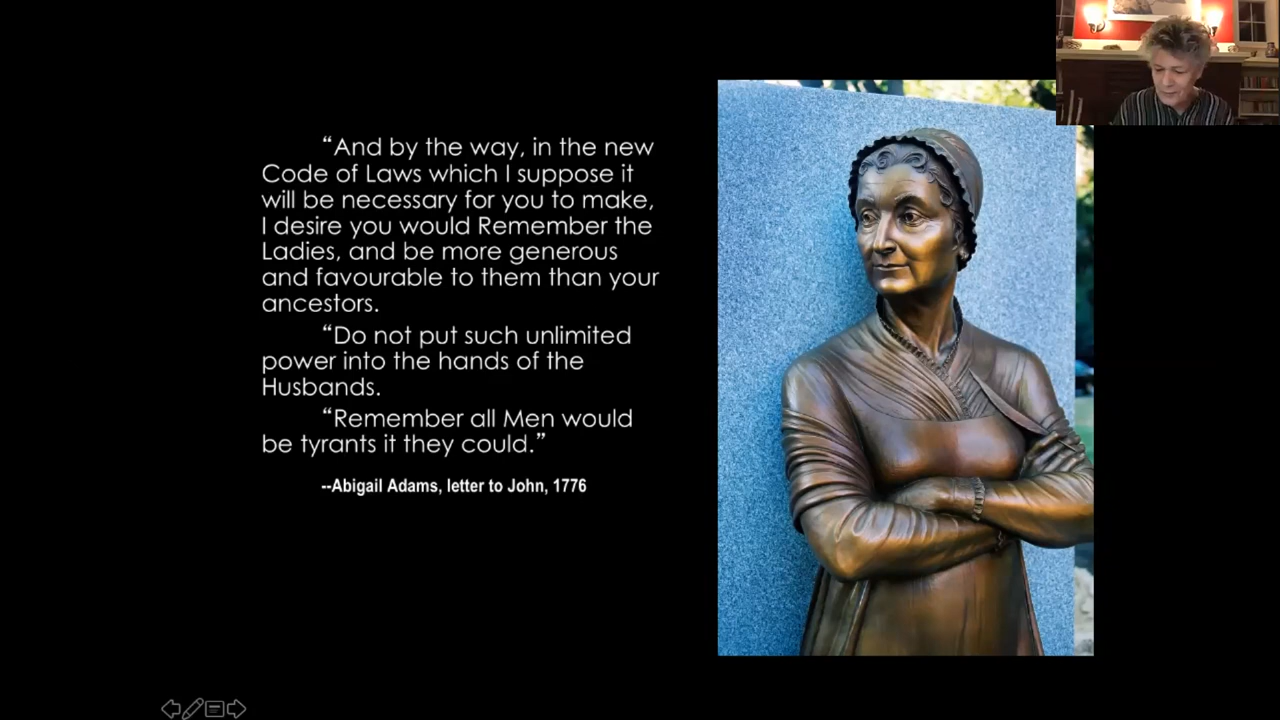 “And by the way, in the new
Code of Laws which I suppose it
will be necessary for you to make,
I desire you would Remember the
Ladies, and be more generous
and favourable to them than your
ancestors.
“Do not put such unlimited
power into the hands of the
Husbands.
“Remember all Men would
be tyrants it they could.”
--Abigail Adams, letter to John, 1776